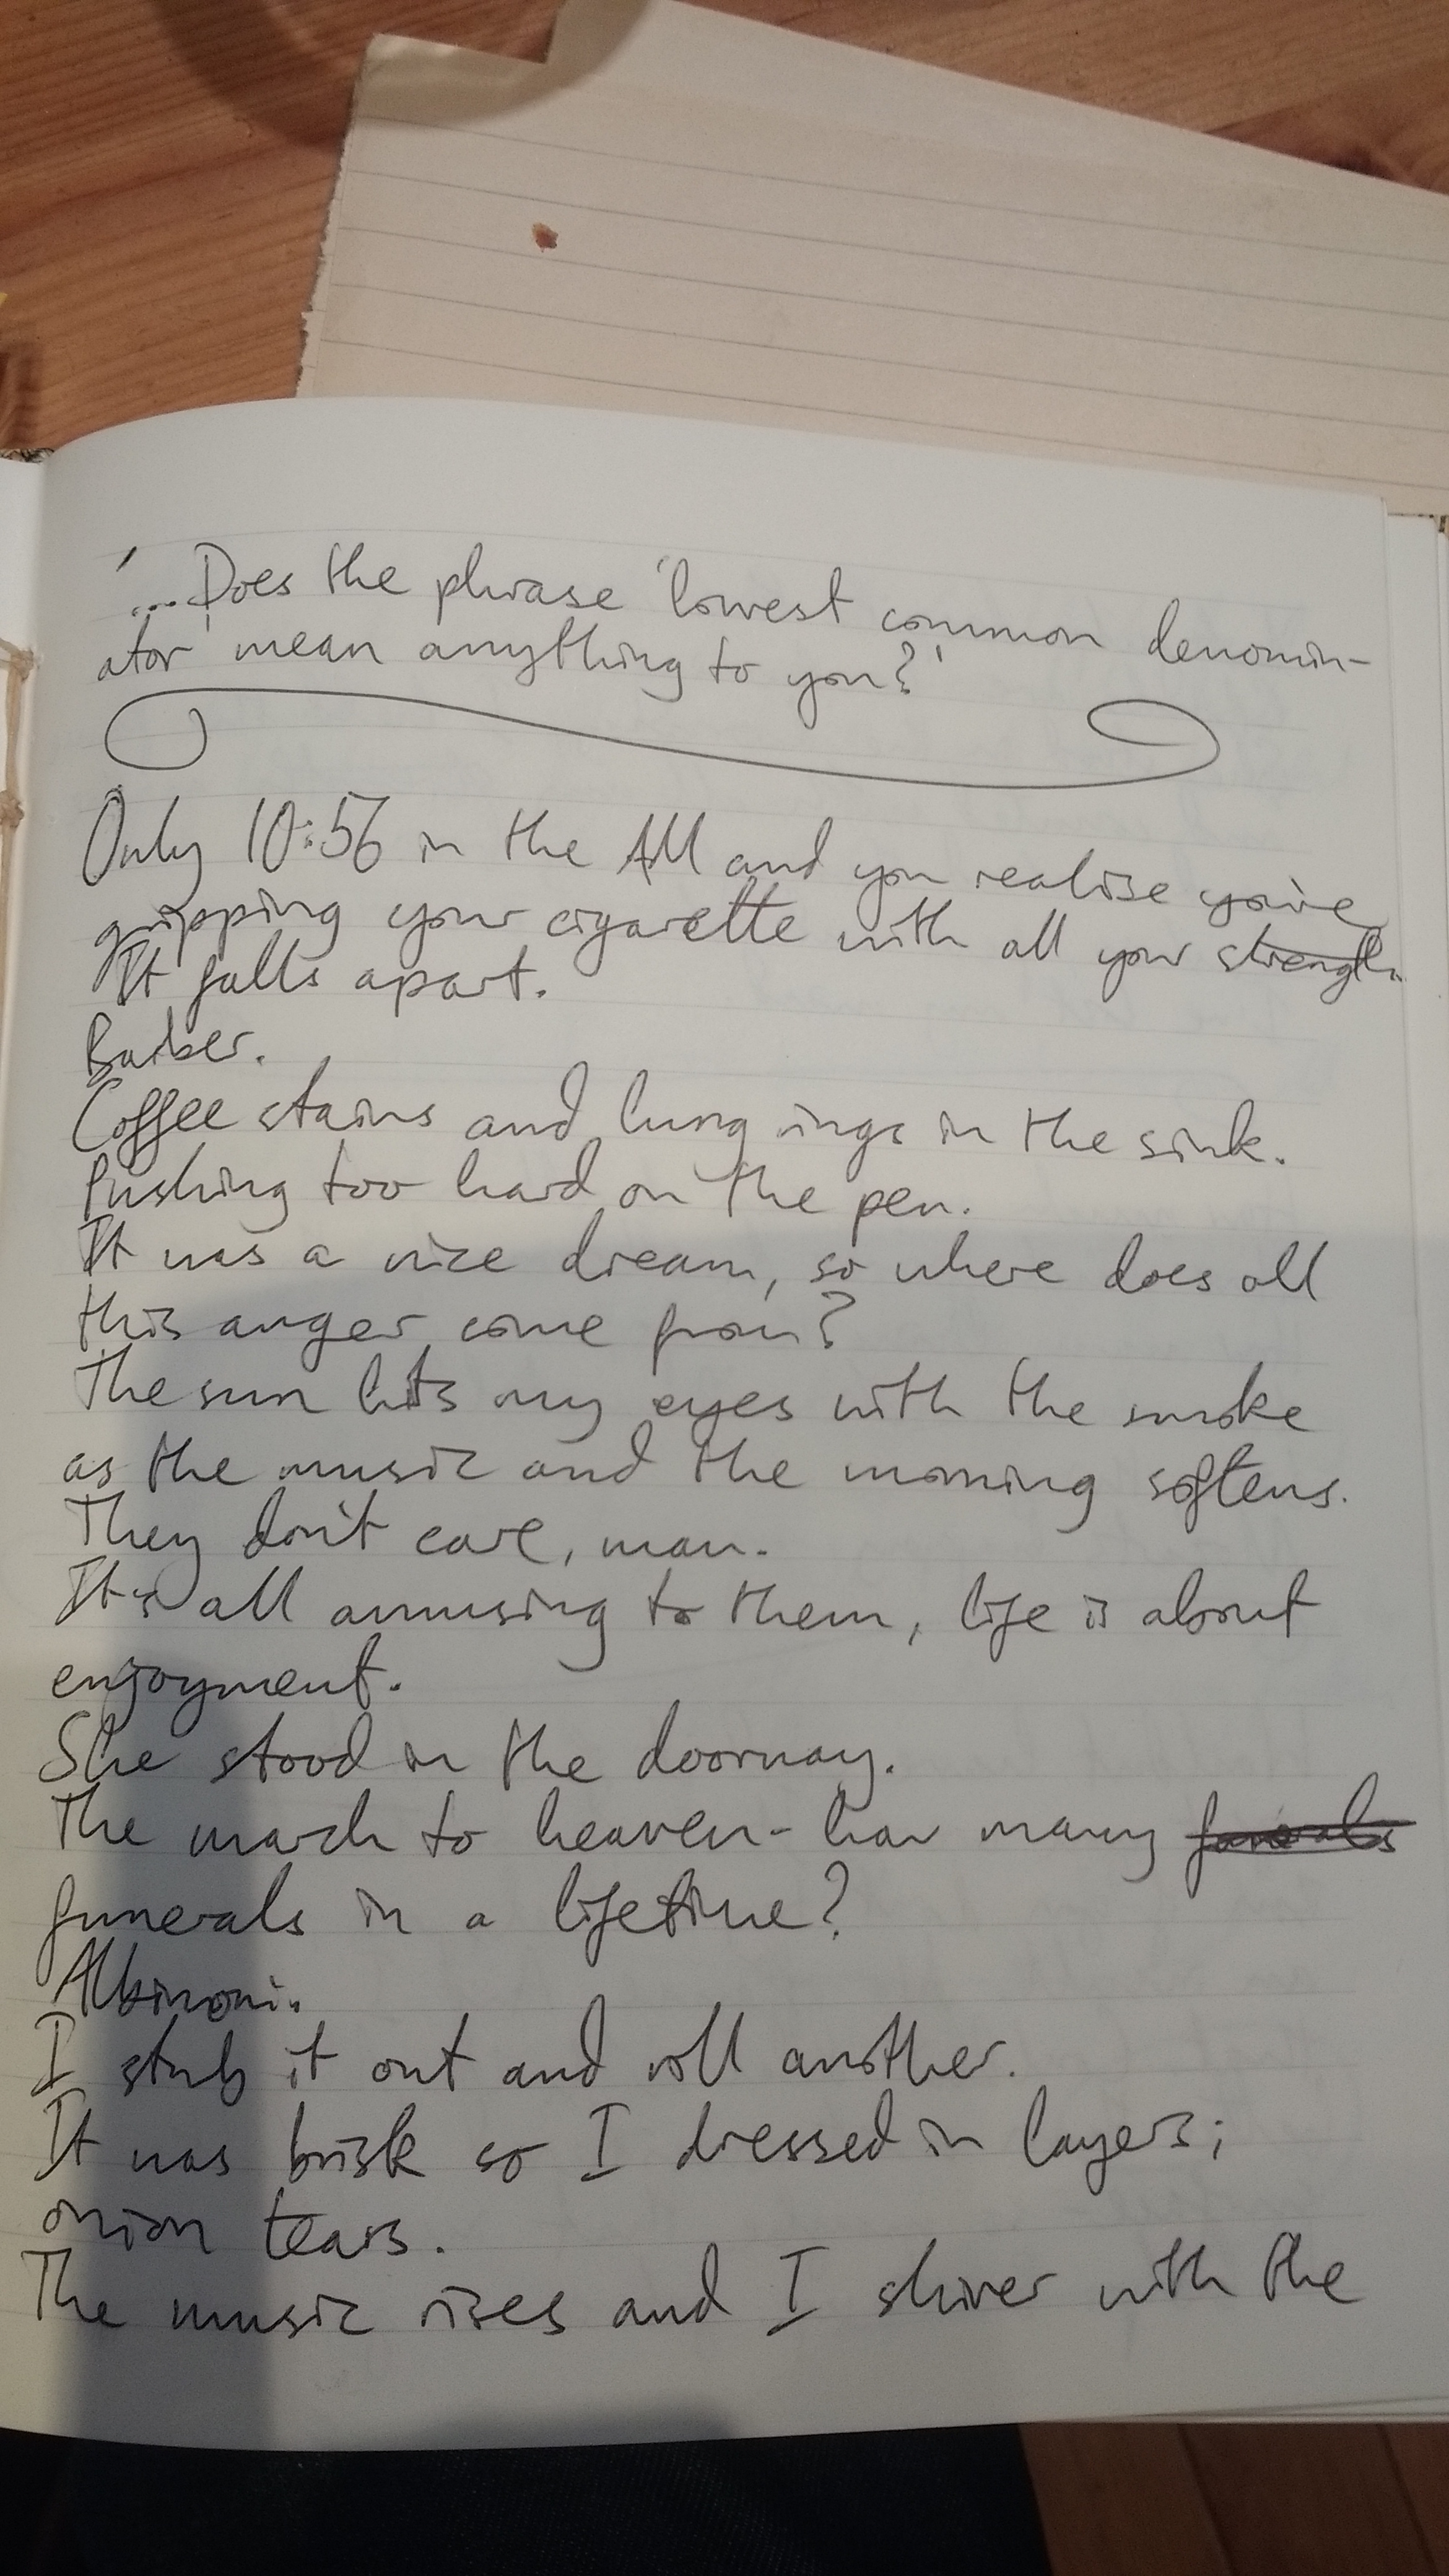 '...Does the phrase 'lowest common denomin-
ator' mean anything to you?'
Only 10:56 in the AM and you realise you're
gripping your cigarette with all your strength.
It falls apart.
Barber.
Coffee stains and lung rings in the sink.
Pushing too hard on the pen.
It was a nice dream, so where does all
this anger come from?
The sun hits my eyes with the smoke
as the music and the morning softens.
They don't care, man.
It's all amusing to them, life is about
enjoyment.
She stood in the doorway.
The march to heaven - how many funerals
funerals in a lifetime?
Albinoni.
I stub it out and roll another.
It was brisk so I dressed in layers;
onion tears.
The music rises and I shiver with the